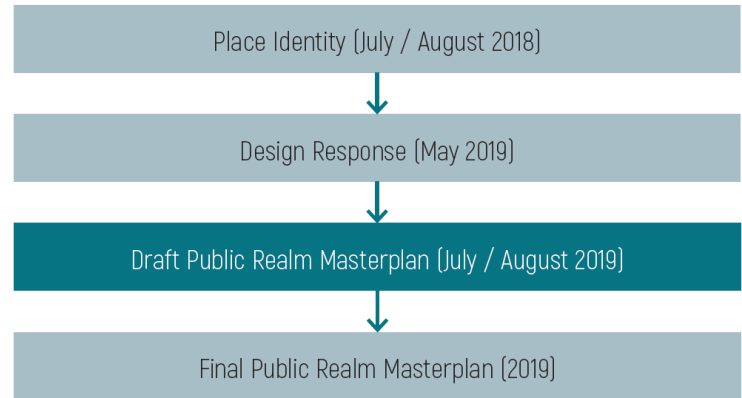 Place Identity (July / August 2018)
Design Response (May 2019)
Draft Public Realm Masterplan (July / August 2019)
Final Public Realm Masterplan (2019)